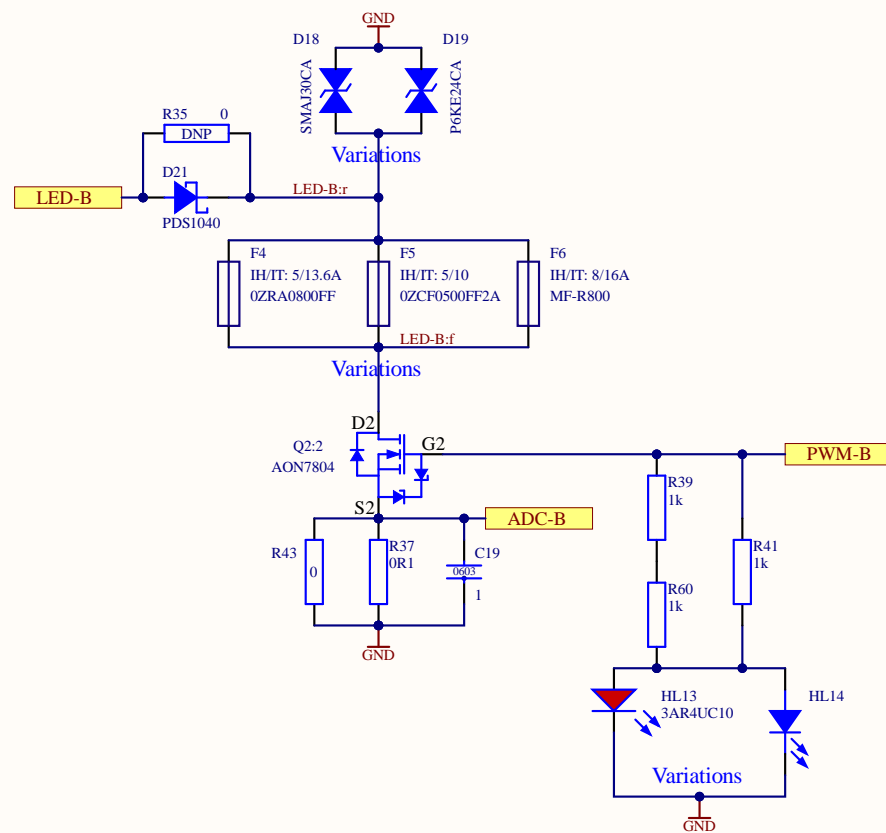 GND
D18
D19
SMAJ30CA
P6KE24CA
R35 0
DNP
Variations
D21
LED-B
LED-B:r
PDS1040
F4
IH/IT: 5/13.6A
0ZRA0800FF
F5
IH/IT: 5/10
0ZCF0500FF2A
F6
IH/IT: 8/16A
MF-R800
LED-B:f
Variations
D2
Q2:2
AON7804
G2
PWM-B
S2
ADC-B
R43
0
R37
0R1
C19
0603
1
GND
R39
1k
R41
1k
R60
1k
HL13
3AR4UC10
HL14
Variations
GND